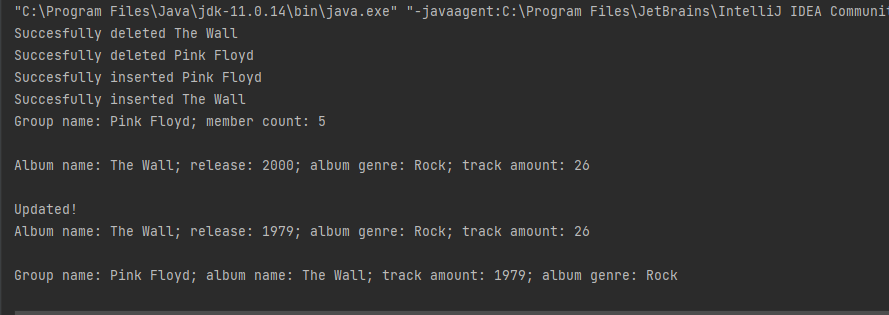 "C:\Program Files\Java\jdk-11.0.14\bin\java.exe" "-javaagent:C:\Program Files\JetBrains\IntelliJ IDEA
Succesfully deleted The Wall
Succesfully deleted Pink Floyd
Succesfully inserted Pink Floyd
Succesfully inserted The Wall
Group name: Pink Floyd; member count: 5
Album name: The Wall; release: 2000; album genre: Rock; track amount: 26
Updated!
Album name: The Wall; release: 1979; album genre: Rock; track amount: 26
Group name: Pink Floyd; album name: The Wall; track amount: 1979; album genre: Rock